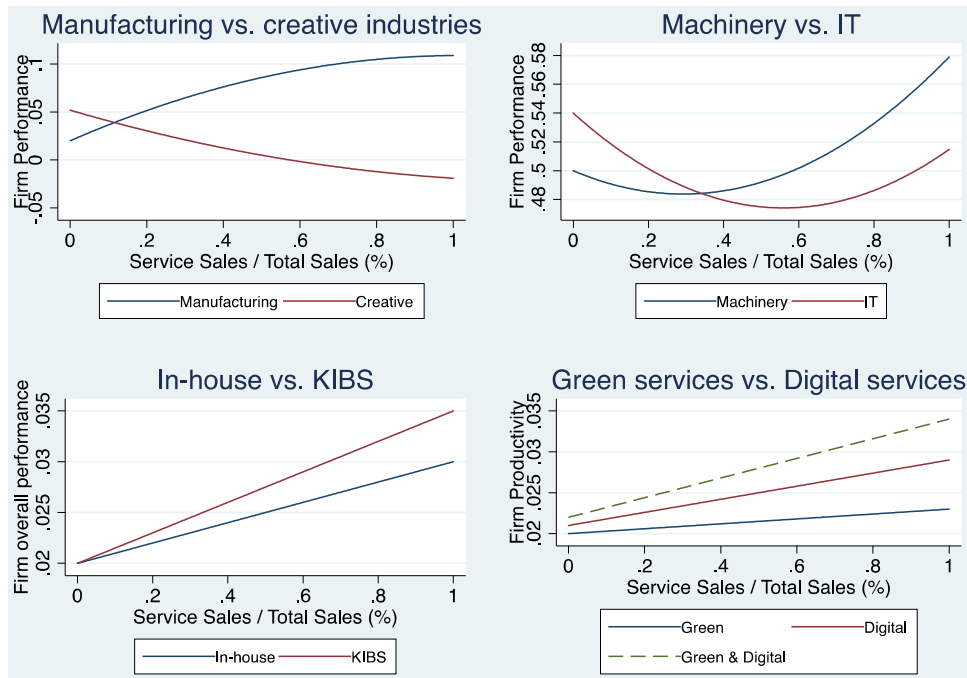 Manufacturing vs. creative industries
Firm Performance
-.05 0 .05 .1
0 .2 .4 .6 .8 1
Service Sales / Total Sales (%)
Manufacturing Creative
Machinery vs. IT
Firm Performance
.48 .5 .52 .54 .56 .58
0 .2 .4 .6 .8 1
Service Sales / Total Sales (%)
Machinery IT
In-house vs. KIBS
Firm overall performance
.02 .025 .03 .035
0 .2 .4 .6 .8 1
Service Sales / Total Sales (%)
In-house KIBS
Green services vs. Digital services
Firm Productivity
.02 .025 .03 .035
0 .2 .4 .6 .8 1
Service Sales / Total Sales (%)
Green Digital
Green & Digital